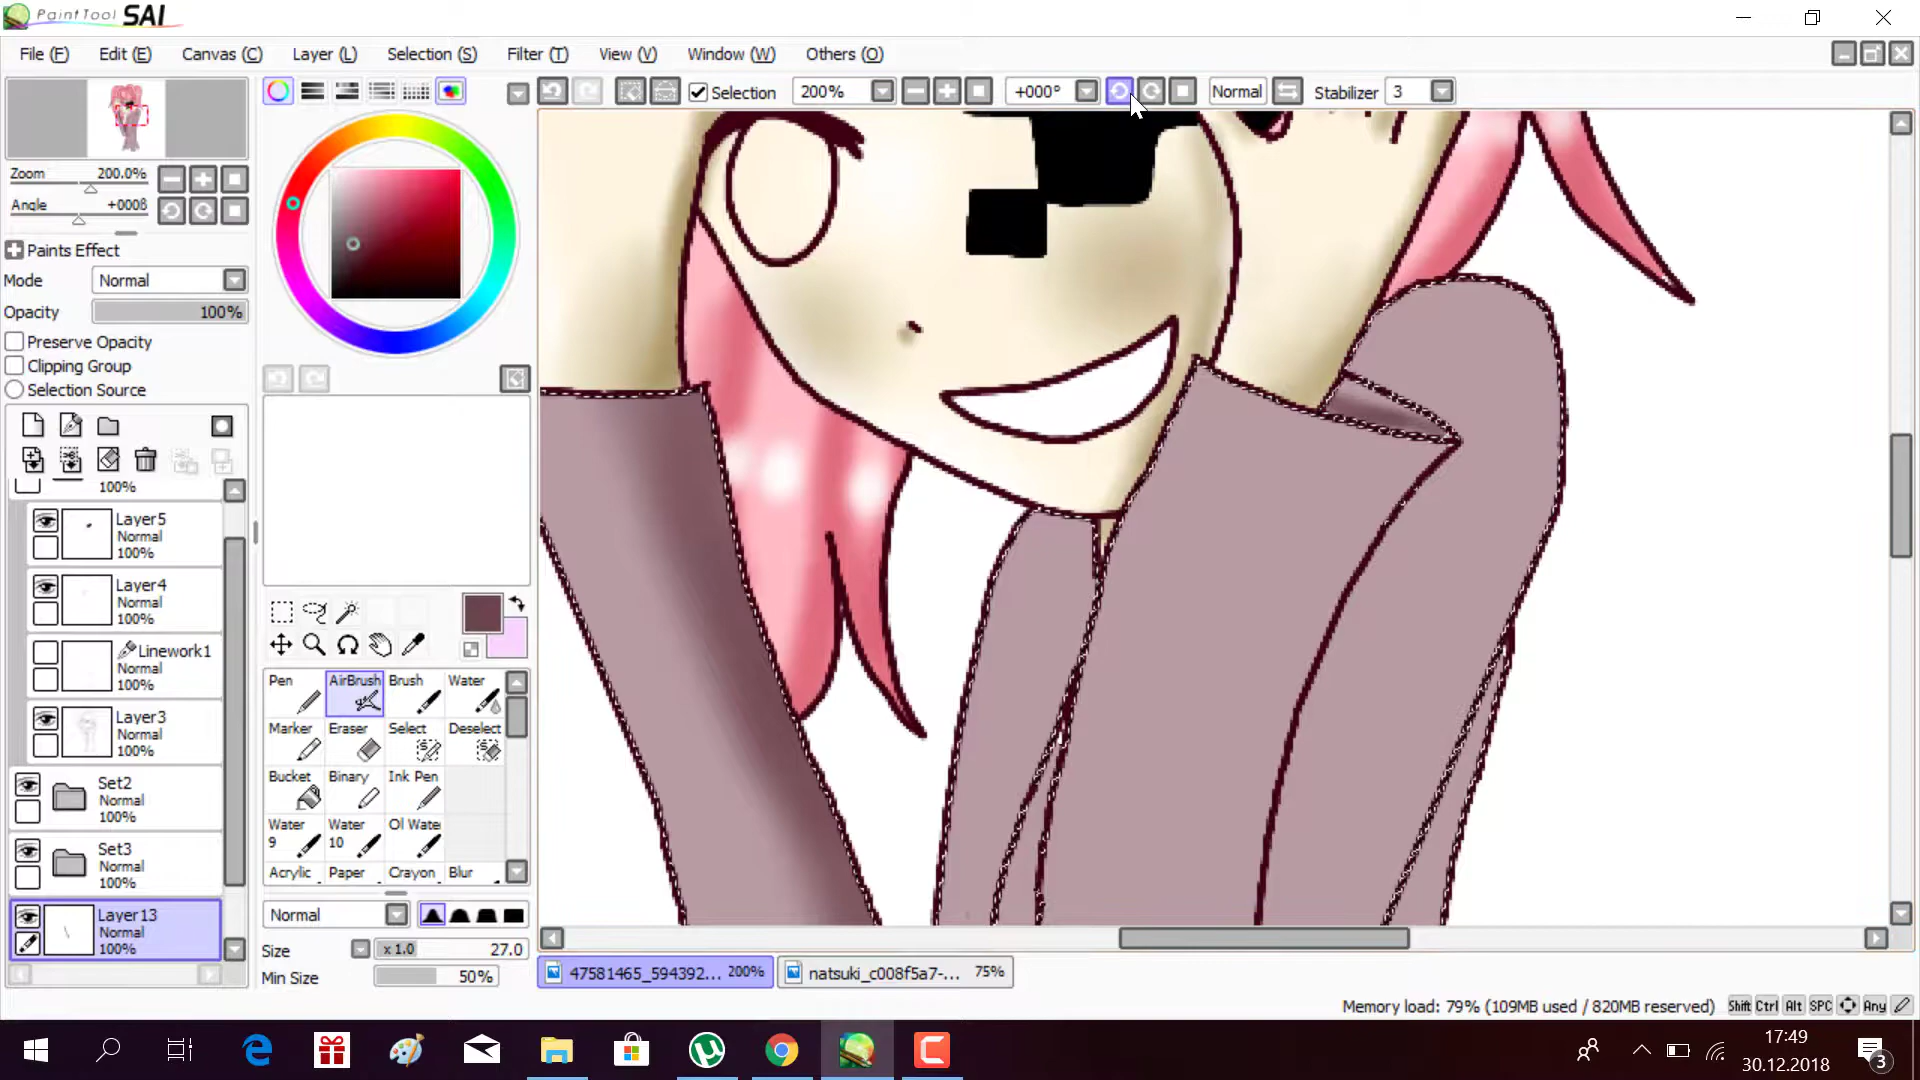 PaintTool SAI
File (F) Edit (E) Canvas (C) Layer (L) Selection (S) Filter (T) View (V) Window (W) Others (O)
Selection 200% +000° Normal Stabilizer 3
Zoom 200.0%
Angle +000ß
Paints Effect
Mode Normal
Opacity 100%
Preserve Opacity
Clipping Group
Selection Source
100%
Layer5
Normal
100%
Layer4
Normal
100%
Linework1
Normal
100%
Layer3
Normal
100%
Set2
Normal
100%
Set3
Normal
100%
Layer13
Normal
100%
Pen AirBrush Brush Water
Marker Eraser Select Deselect
Bucket Binary Ink Pen
Water 9 Water 10 Ol Wate
Acrylic Paper Crayon Blur
Normal
Size x 1.0 27.0
Min Size 50%
47581465_594392... 200% natsuki_c008f5a7-... 75%
Memory load: 79% (109MB used / 820MB reserved) Shift Ctrl Alt SPC Any
17:49
30.12.2018
3